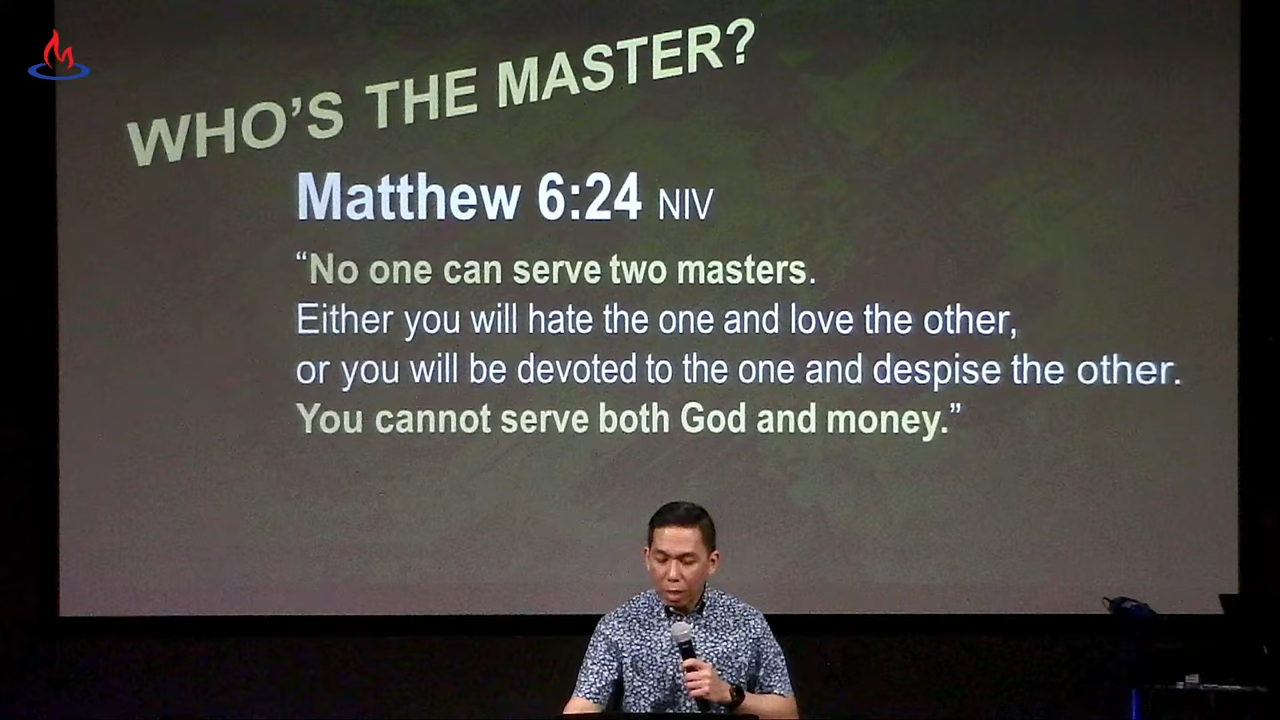 WHO’S THE MASTER?
Matthew 6:24 NIV
“No one can serve two masters.
Either you will hate the one and love the other,
or you will be devoted to the one and despise the other.
You cannot serve both God and money.”